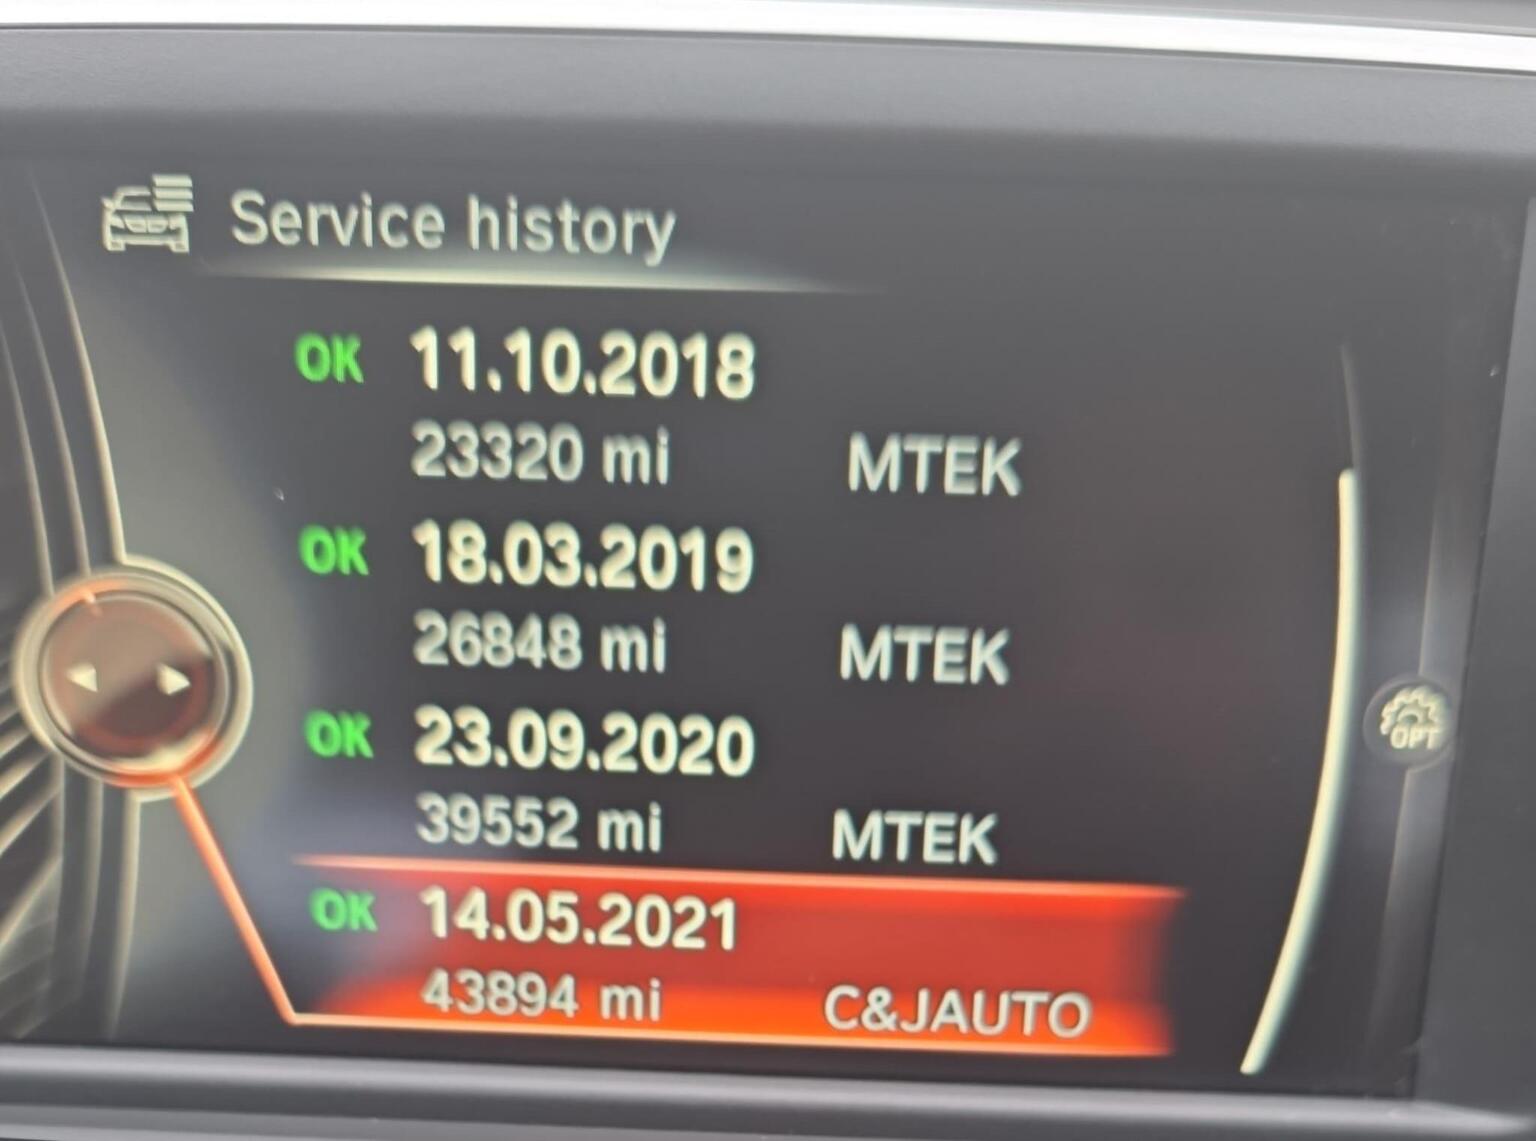 Service history
OK 11.10.2018
23320 mi MTEK
OK 18.03.2019
26848 mi MTEK
OK 23.09.2020
39552 mi MTEK
OK 14.05.2021
43894 mi C&JAUTO
OPT